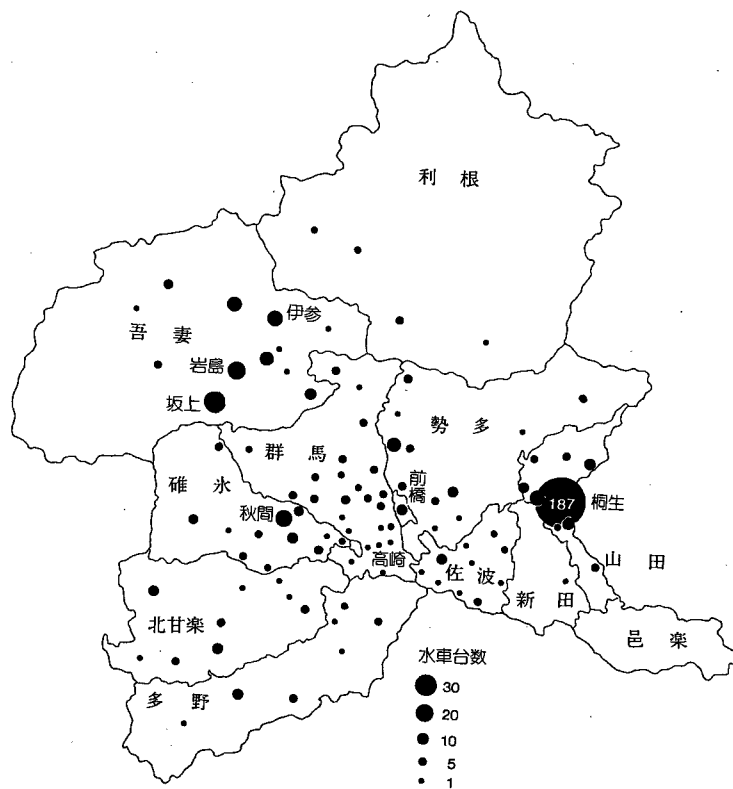 利根
伊参
吾妻
岩島
坂上
勢多
群馬
前橋
碓氷
187
桐生
秋間
高崎
佐波
山田
新田
北甘楽
邑楽
多野
水車台数
30
20
10
5
1